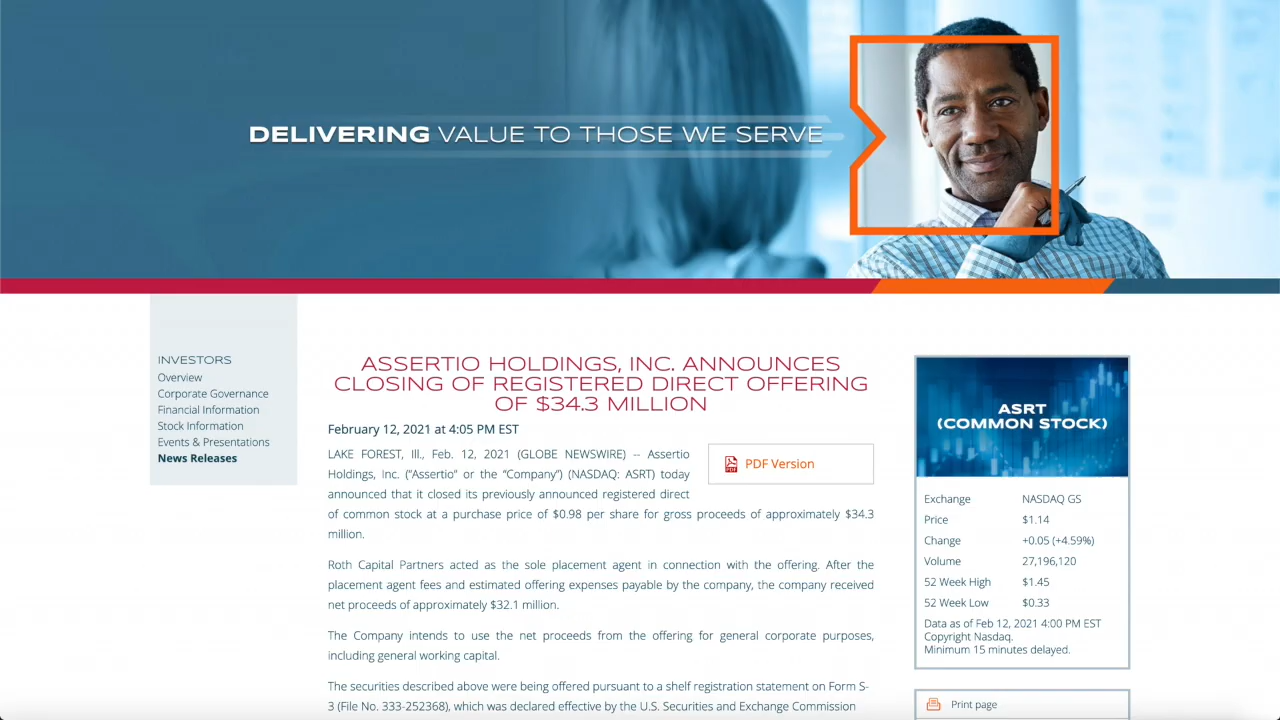 DELIVERING VALUE TO THOSE WE SERVE
INVESTORS
Overview
Corporate Governance
Financial Information
Stock Information
Events & Presentations
News Releases
ASSERTIO HOLDINGS, INC. ANNOUNCES
CLOSING OF REGISTERED DIRECT OFFERING
OF $34.3 MILLION
February 12, 2021 at 4:05 PM EST
PDF Version
LAKE FOREST, Ill., Feb. 12, 2021 (GLOBE NEWSWIRE) -- Assertio
Holdings, Inc. ("Assertio" or the "Company") (NASDAQ: ASRT) today
announced that it closed its previously announced registered direct
of common stock at a purchase price of $0.98 per share for gross proceeds of approximately $34.3
million.
Roth Capital Partners acted as the sole placement agent in connection with the offering. After the
placement agent fees and estimated offering expenses payable by the company, the company received
net proceeds of approximately $32.1 million.
The Company intends to use the net proceeds from the offering for general corporate purposes,
including general working capital.
The securities described above were being offered pursuant to a shelf registration statement on Form S-
3 (File No. 333-252368), which was declared effective by the U.S. Securities and Exchange Commission
ASRT
(COMMON STOCK)
Exchange NASDAQ GS
Price $1.14
Change +0.05 (+4.59%)
Volume 27,196,120
52 Week High $1.45
52 Week Low $0.33
Data as of Feb 12, 2021 4:00 PM EST
Copyright Nasdaq.
Minimum 15 minutes delayed.
Print page